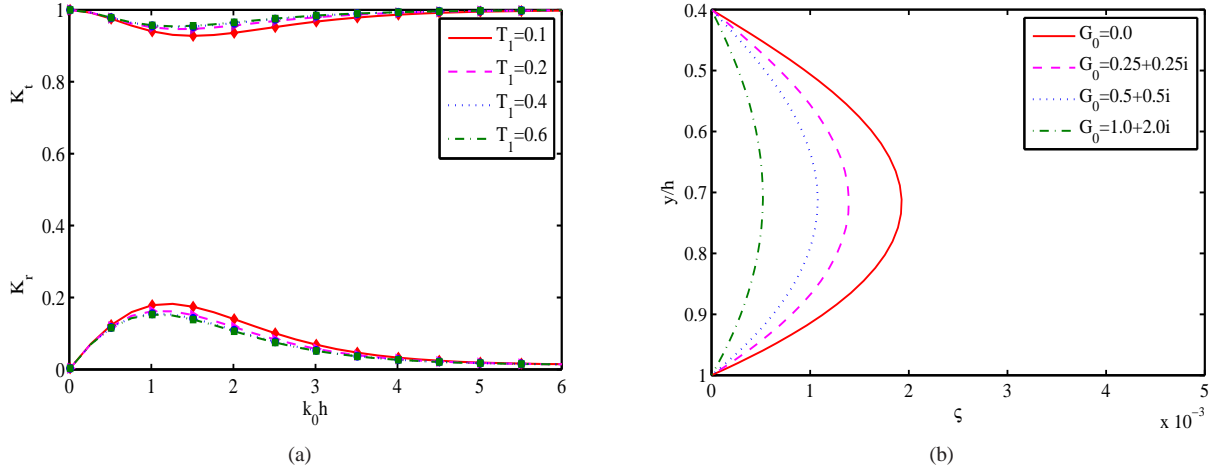 1
0.8
0.6
0.4
0.2
0
K_t
K_r
0
1
2
3
4
5
6
k_0h
T_1=0.1
T_1=0.2
T_1=0.4
T_1=0.6
(a)
0.4
0.5
0.6
0.7
0.8
0.9
1
y/h
0
1
2
3
4
5
x 10^-3
ς
G_0=0.0
G_0=0.25+0.25i
G_0=0.5+0.5i
G_0=1.0+2.0i
(b)